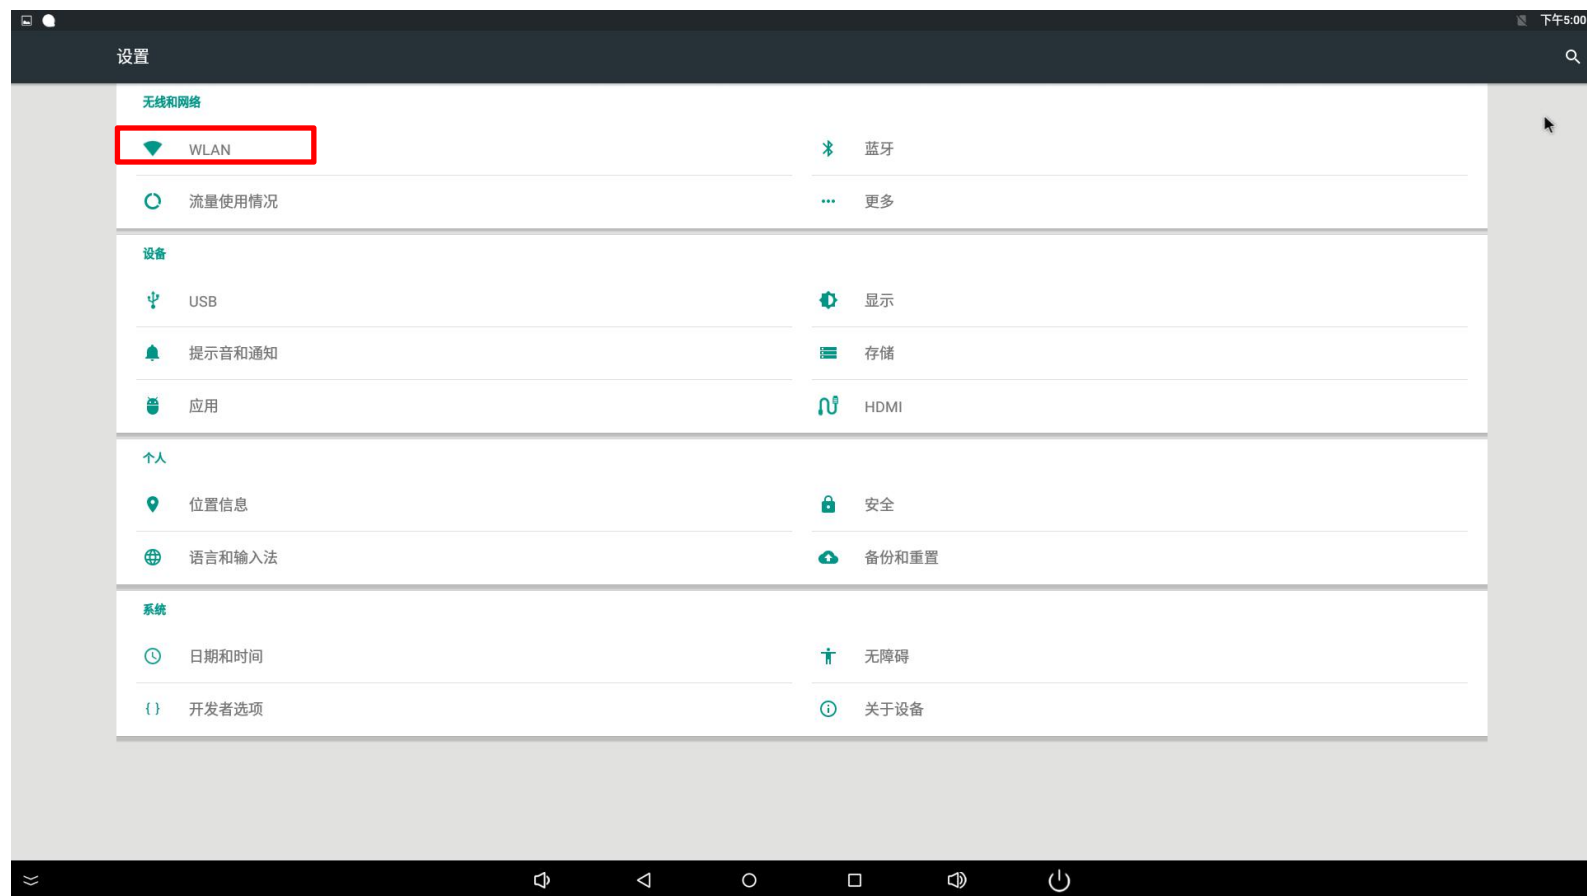 下午5:00
设置
无线和网络
WLAN
蓝牙
流量使用情况
更多
设备
USB
显示
提示音和通知
存储
应用
HDMI
个人
位置信息
安全
语言和输入法
备份和重置
系统
日期和时间
无障碍
开发者选项
关于设备